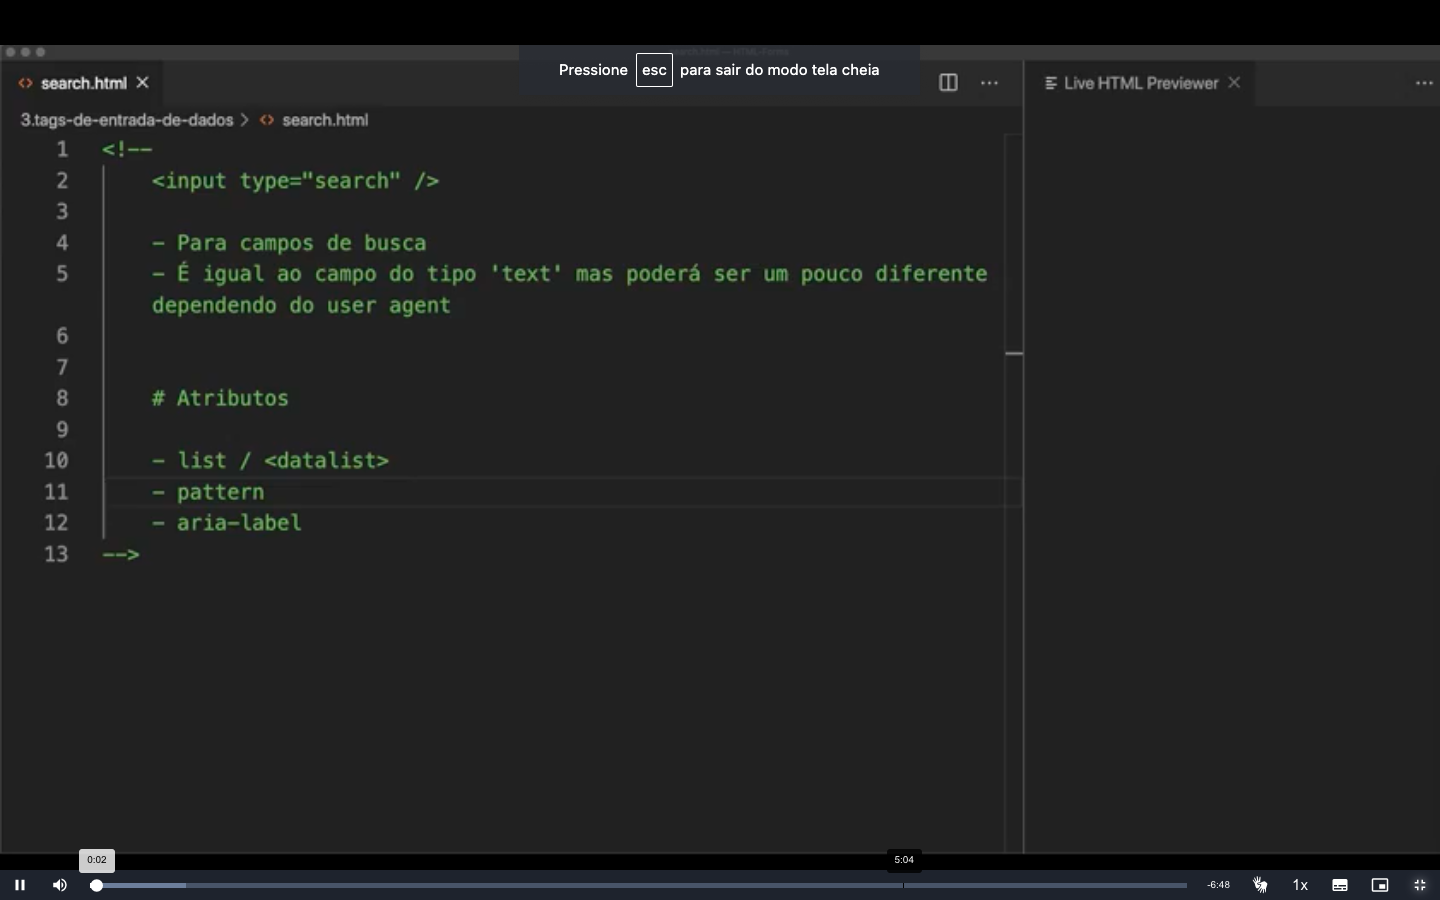 Pressione esc para sair do modo tela cheia
search.html
Live HTML Previewer
3.tags-de-entrada-de-dados > search.html
1 <!--
2 <input type="search" />
3
4 - Para campos de busca
5 - É igual ao campo do tipo 'text' mas poderá ser um pouco diferente
dependendo do user agent
6
7
8 # Atributos
9
10 - list / <datalist>
11 - pattern
12 - aria-label
13 -->
0:02
5:04
-6:48
1x